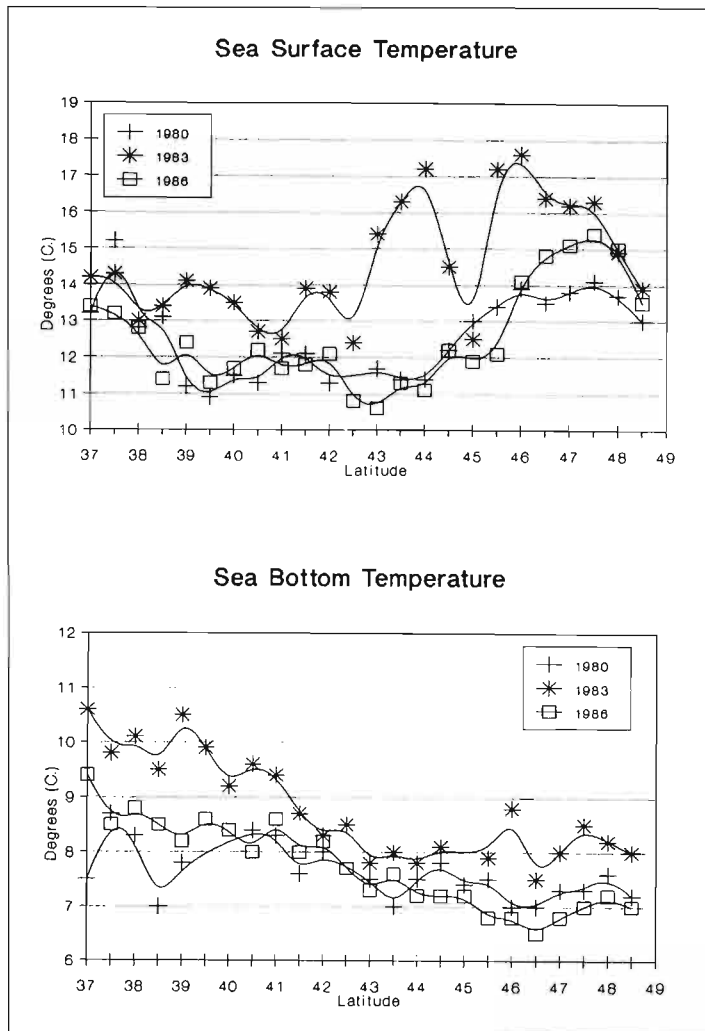 Sea Surface Temperature
19
18
17
16
15
14
13
12
11
10
Degrees (C.)
1980
1983
1986
37 38 39 40 41 42 43 44 45 46 47 48 49
Latitude
Sea Bottom Temperature
12
11
10
9
8
7
6
Degrees (C.)
1980
1983
1986
37 38 39 40 41 42 43 44 45 46 47 48 49
Latitude